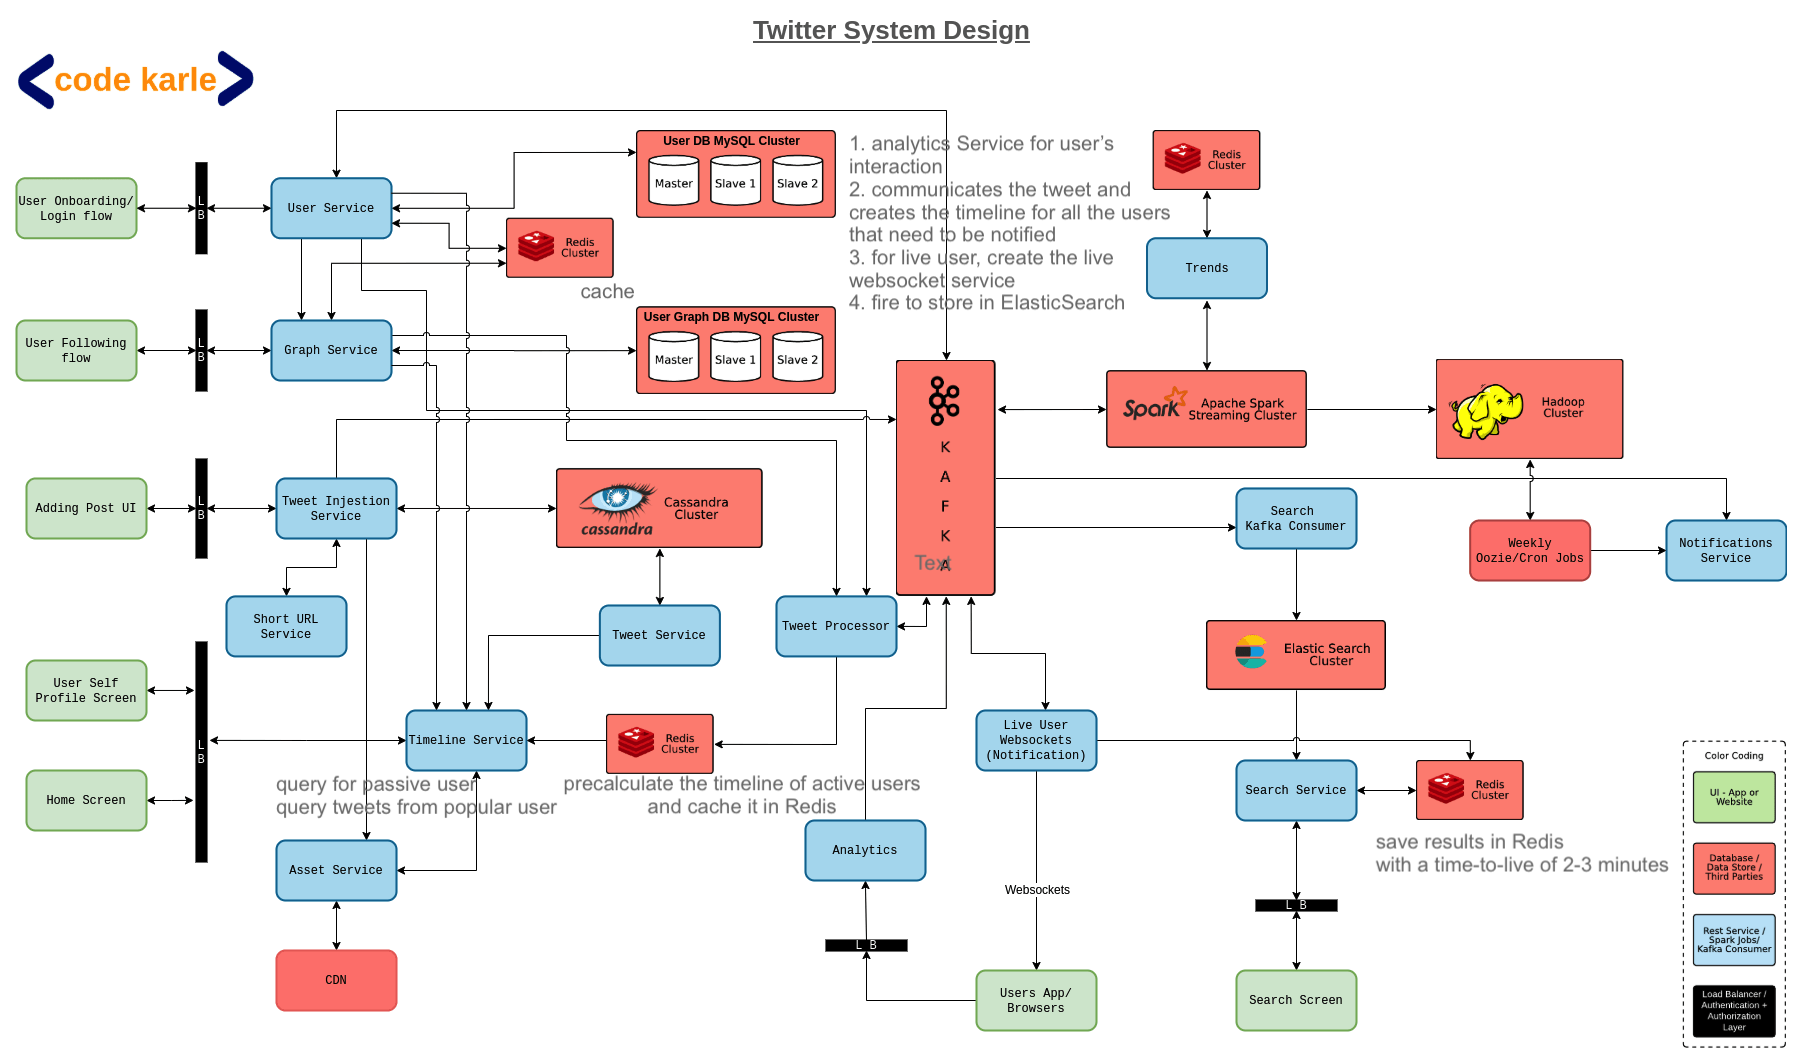 Twitter System Design
code karle
User Onboarding/
Login flow
L
B
User Service
User DB MySQL Cluster
Master
Slave 1
Slave 2
Redis
Cluster
cache
1. analytics Service for user's
interaction
2. communicates the tweet and
creates the timeline for all the users
that need to be notified
3. for live user, create the live
websocket service
4. fire to store in ElasticSearch
Redis
Cluster
Trends
User Following
flow
L
B
Graph Service
User Graph DB MySQL Cluster
Master
Slave 1
Slave 2
K
A
F
K
A
Text
Spark
Apache Spark
Streaming Cluster
Hadoop
Cluster
Adding Post UI
L
B
Tweet Injestion
Service
cassandra
Cassandra
Cluster
Search
Kafka Consumer
Weekly
Oozie/Cron Jobs
Notifications
Service
Short URL
Service
Tweet Service
Tweet Processor
Elastic Search
Cluster
User Self
Profile Screen
L
B
Timeline Service
Redis
Cluster
Live User
Websockets
(Notification)
query for passive user
query tweets from popular user
precalculate the timeline of active users
and cache it in Redis
Home Screen
Search Service
Redis
Cluster
save results in Redis
with a time-to-live of 2-3 minutes
Asset Service
Analytics
Websockets
L B
L B
CDN
Users App/
Browsers
Search Screen
Color Coding
UI - App or
Website
Database /
Data Store /
Third Parties
Rest Service /
Spark Jobs/
Kafka Consumer
Load Balancer /
Authentication +
Authorization
Layer